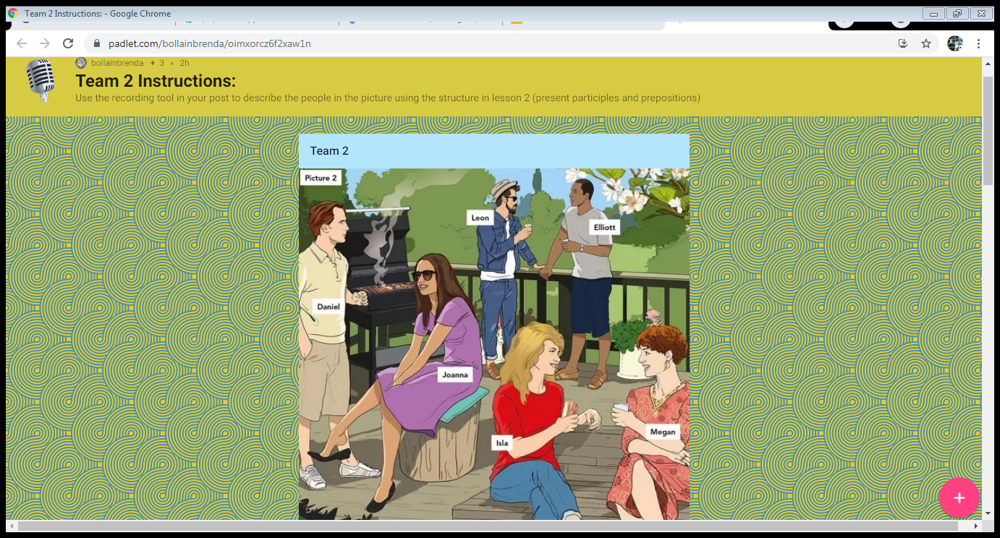 Team 2 Instructions: - Google Chrome
padlet.com/bollainbrenda/oimxorcz6f2xaw1n
bollainbrenda + 3 • 2h
Team 2 Instructions:
Use the recording tool in your post to describe the people in the picture using the structure in lesson 2 (present participles and prepositions)
Team 2
Picture 2
Leon
Elliott
Daniel
Joanna
Megan
Isla